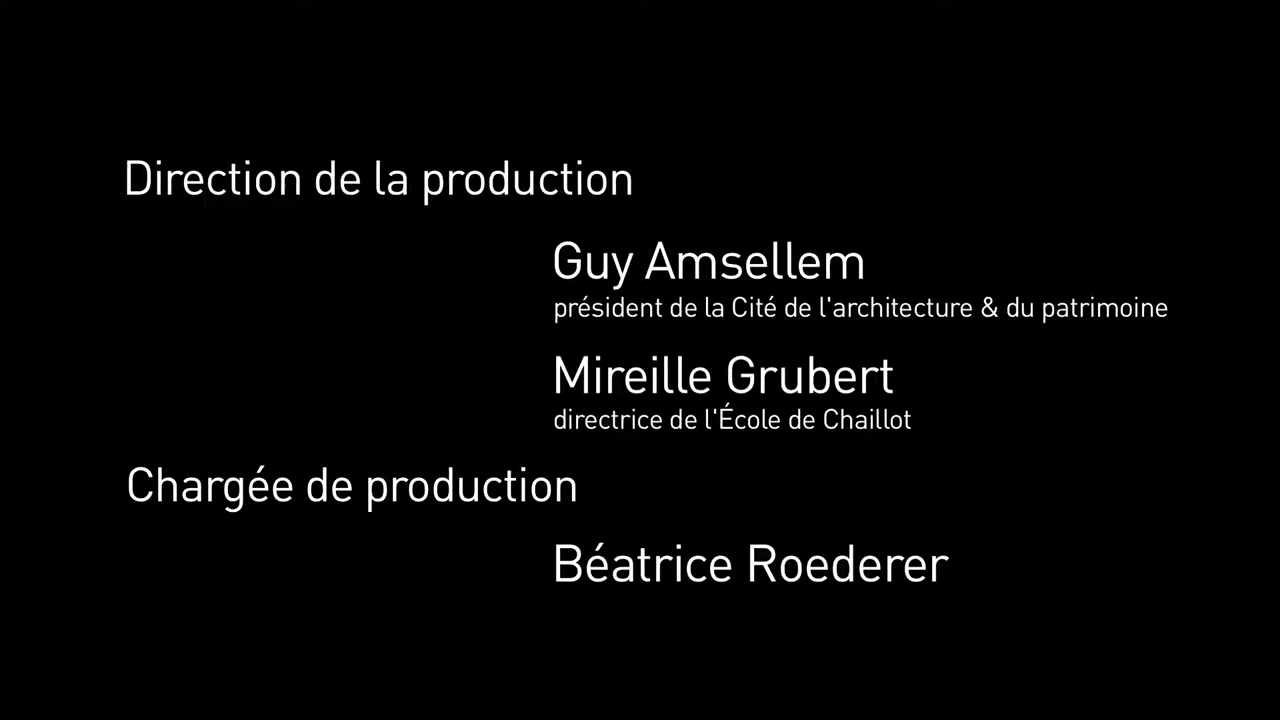 Direction de la production
Guy Amsellem
président de la Cité de l'architecture & du patrimoine
Mireille Grubert
directrice de l'École de Chaillot
Chargée de production
Béatrice Roederer